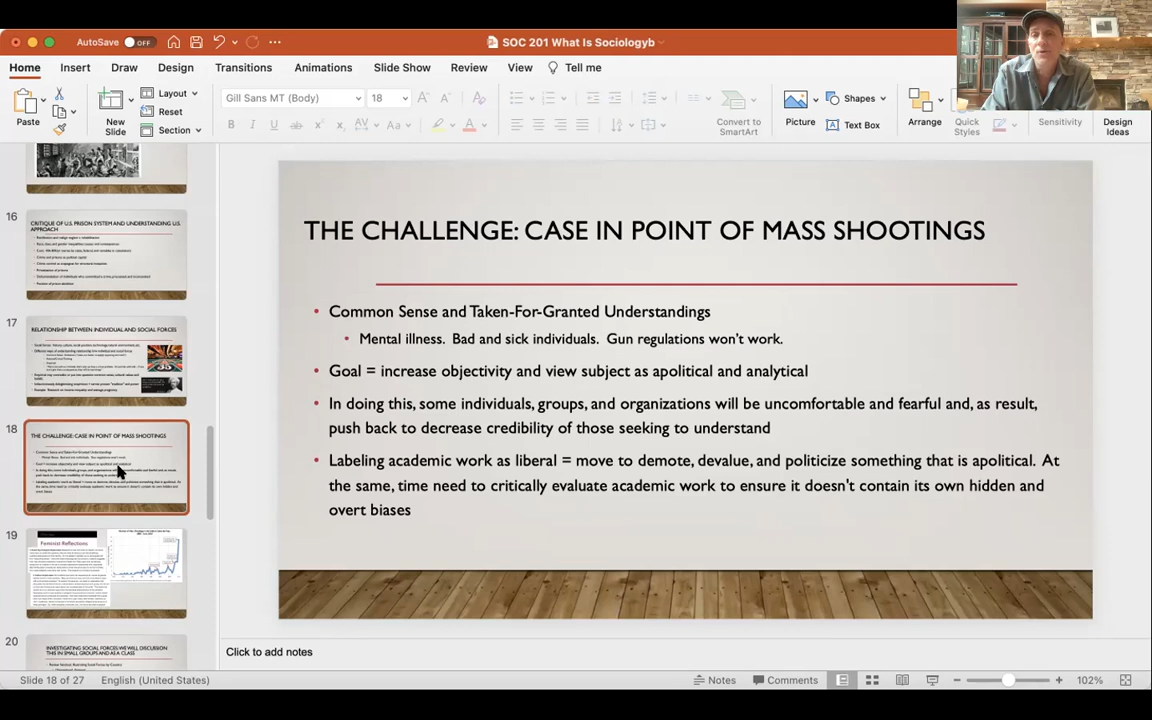 AutoSave OFF
SOC 201 What Is Sociologyb
Home Insert Draw Design Transitions Animations Slide Show Review View Tell me
Paste
New Slide
Layout
Reset
Section
Gill Sans MT (Body) 18
Convert to SmartArt
Picture
Shapes
Text Box
Arrange
Quick Styles
Sensitivity
Design Ideas
16
CRITIQUE OF U.S. PRISON SYSTEM AND UNDERSTANDING U.S. APPROACH
17
RELATIONSHIP BETWEEN INDIVIDUAL AND SOCIAL FORCES
18
THE CHALLENGE: CASE IN POINT OF MASS SHOOTINGS
19
Feminist Reflections
20
INVESTIGATING SOCIAL FORCES WE WILL DISCUSSION
THIS IN SMALL GROUPS AND AS A CLASS
THE CHALLENGE: CASE IN POINT OF MASS SHOOTINGS
• Common Sense and Taken-For-Granted Understandings
• Mental illness. Bad and sick individuals. Gun regulations won't work.
• Goal = increase objectivity and view subject as apolitical and analytical
• In doing this, some individuals, groups, and organizations will be uncomfortable and fearful and, as result,
push back to decrease credibility of those seeking to understand
• Labeling academic work as liberal = move to demote, devalue, and politicize something that is apolitical. At
the same, time need to critically evaluate academic work to ensure it doesn't contain its own hidden and
overt biases
Click to add notes
Slide 18 of 27 English (United States) Notes Comments 102%